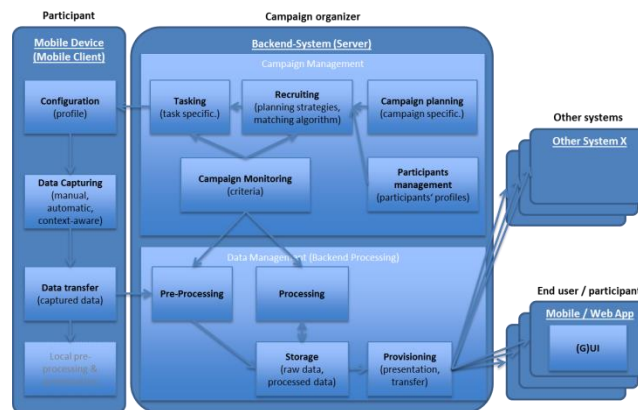 Participant
Mobile Device
(Mobile Client)
Configuration
(profile)
Data Capturing
(manual,
automatic,
context-aware)
Data transfer
(captured data)
Local pre-
processing &
Campaign organizer
Backend-System (Server)
Campaign Management
Tasking
(task specific.)
Recruiting
(planning strategies,
matching algorithm)
Campaign planning
(campaign specific.)
Campaign Monitoring
(criteria)
Participants
management
(participants' profiles)
Data Management (Backend Processing)
Pre-Processing
Processing
Storage
(raw data,
processed data)
Provisioning
(presentation,
transfer)
Other systems
Other System X
End user / participant
Mobile / Web App
(G)UI